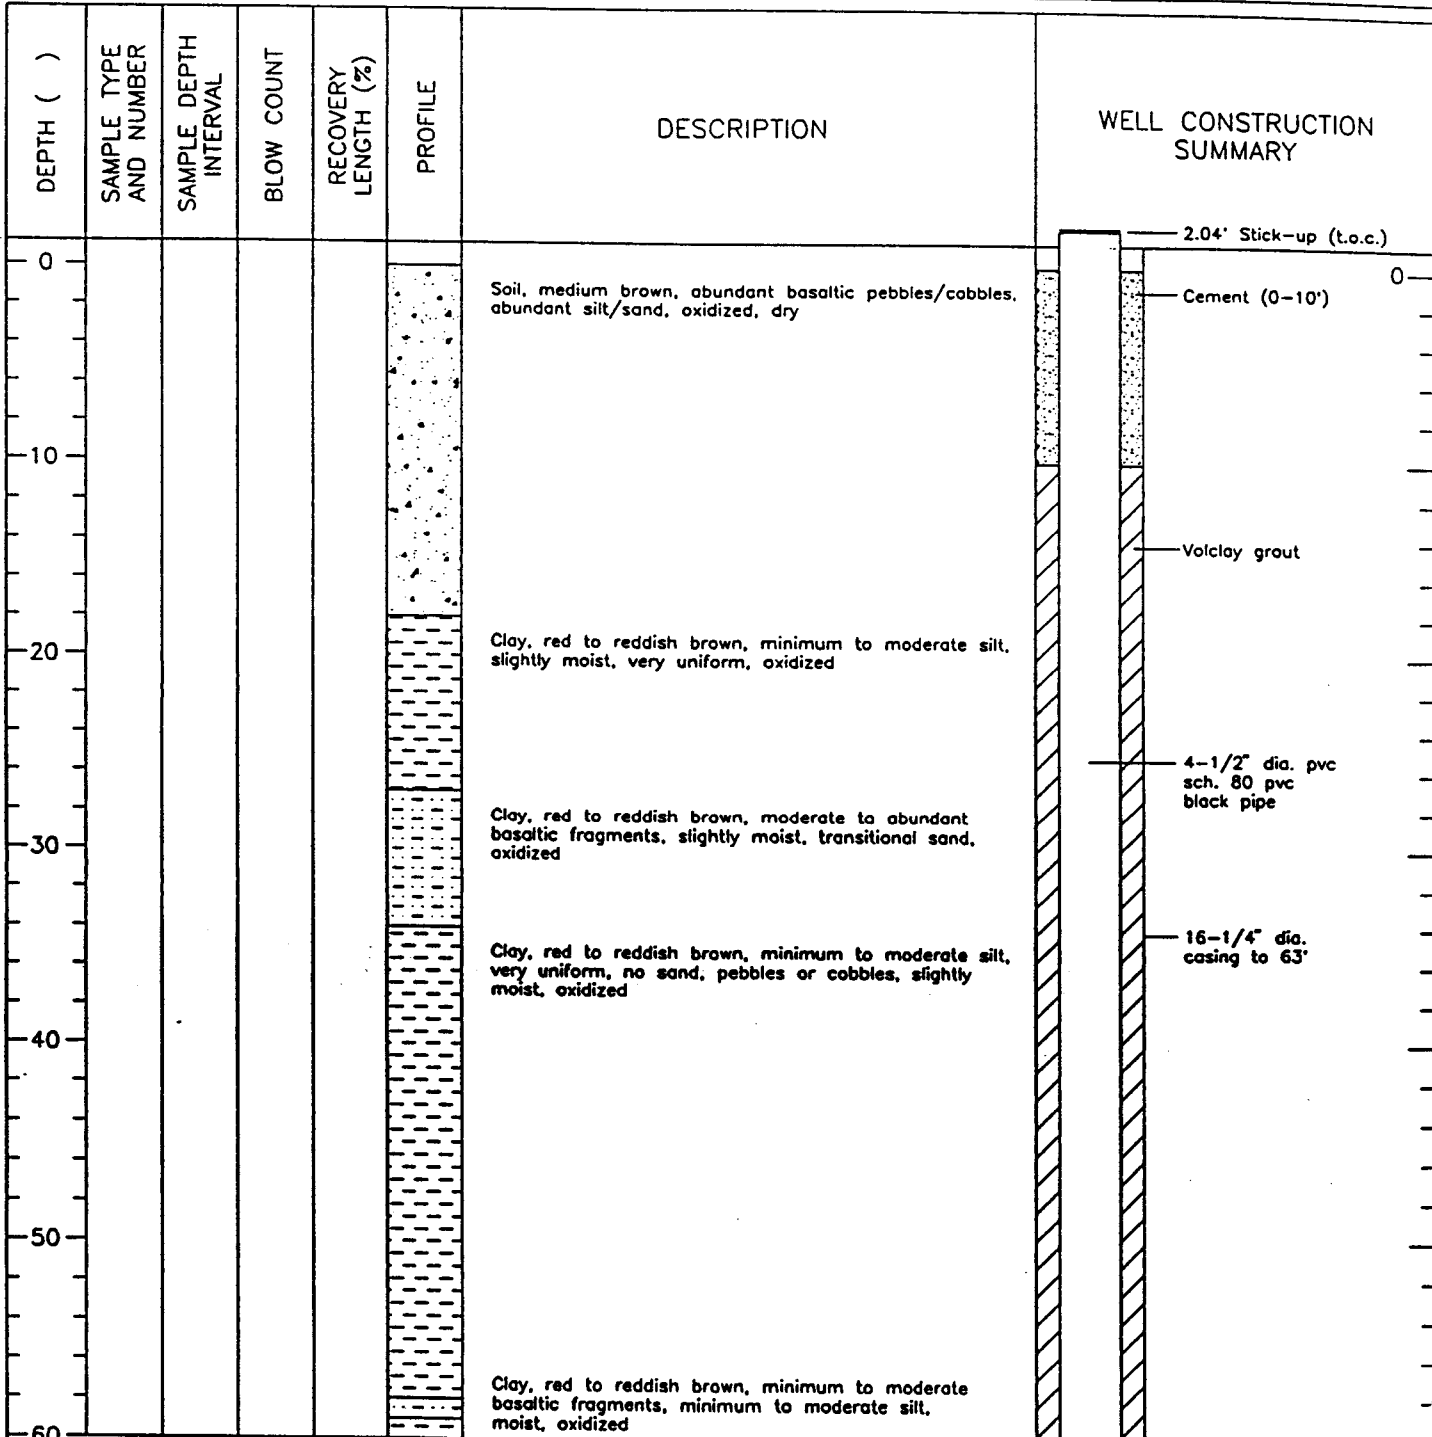 DEPTH ( )
SAMPLE TYPE
AND NUMBER
SAMPLE DEPTH
INTERVAL
BLOW COUNT
RECOVERY
LENGTH (%)
PROFILE
DESCRIPTION
WELL CONSTRUCTION
SUMMARY
2.04' Stick-up (t.o.c.)
0
0
Soil, medium brown, abundant basaltic pebbles/cobbles,
abundant silt/sand, oxidized, dry
Cement (0-10')
10
Volclay grout
20
Clay, red to reddish brown, minimum to moderate silt,
slightly moist, very uniform, oxidized
4-1/2" dia. pvc
sch. 80 pvc
black pipe
30
Clay, red to reddish brown, moderate to abundant
basaltic fragments, slightly moist, transitional sand,
oxidized
16-1/4" dia.
casing to 63'
Clay, red to reddish brown, minimum to moderate silt,
very uniform, no sand, pebbles or cobbles, slightly
moist, oxidized
40
50
Clay, red to reddish brown, minimum to moderate
basaltic fragments, minimum to moderate silt,
moist, oxidized
60